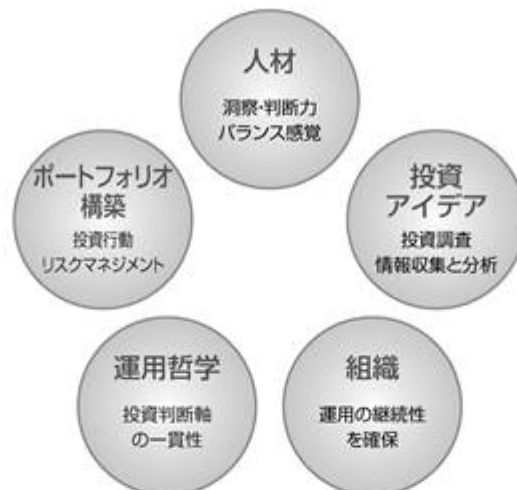 人材
洞察・判断力
バランス感覚
ポートフォリオ
構築
投資行動
リスクマネジメント
投資
アイデア
投資調査
情報収集と分析
運用哲学
投資判断軸
の一貫性
組織
運用の継続性
を確保